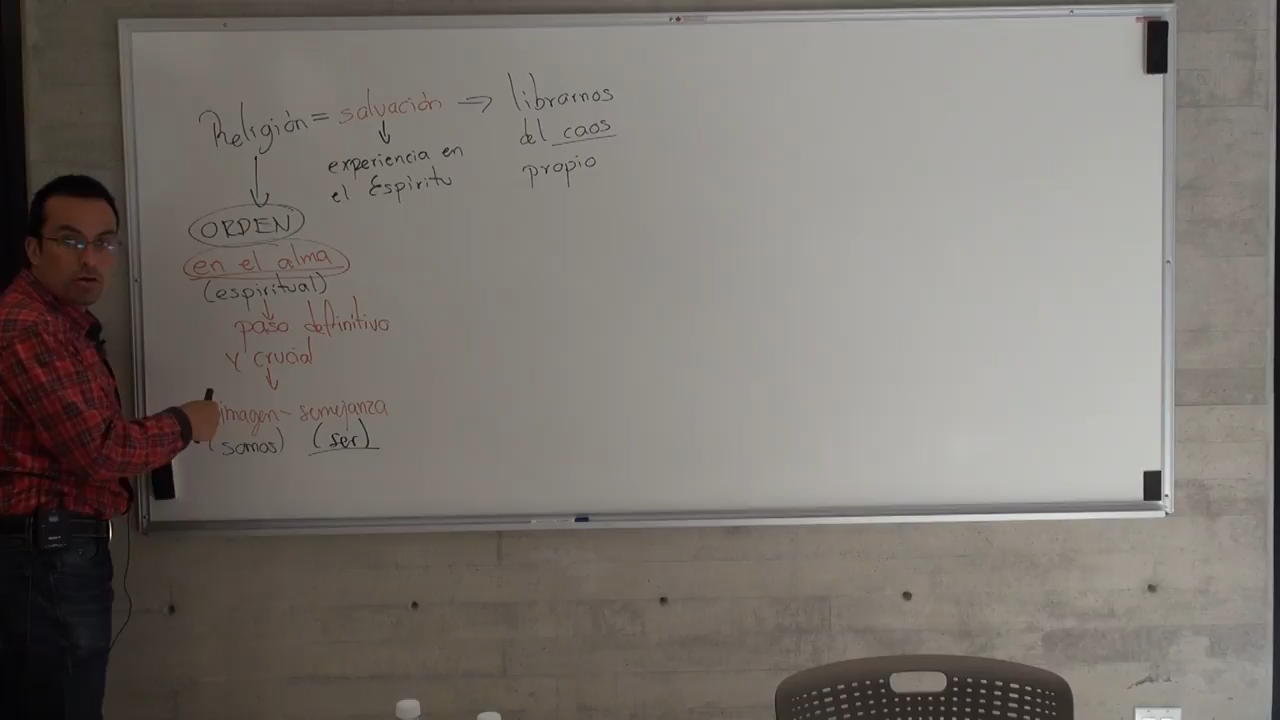 Religión = salvación => librarnos
del caos
propio
experiencia en
el Espíritu
ORDEN
en el alma
(espiritual)
paso definitivo
y crucial
imagen - semejanza
(somos) (ser)